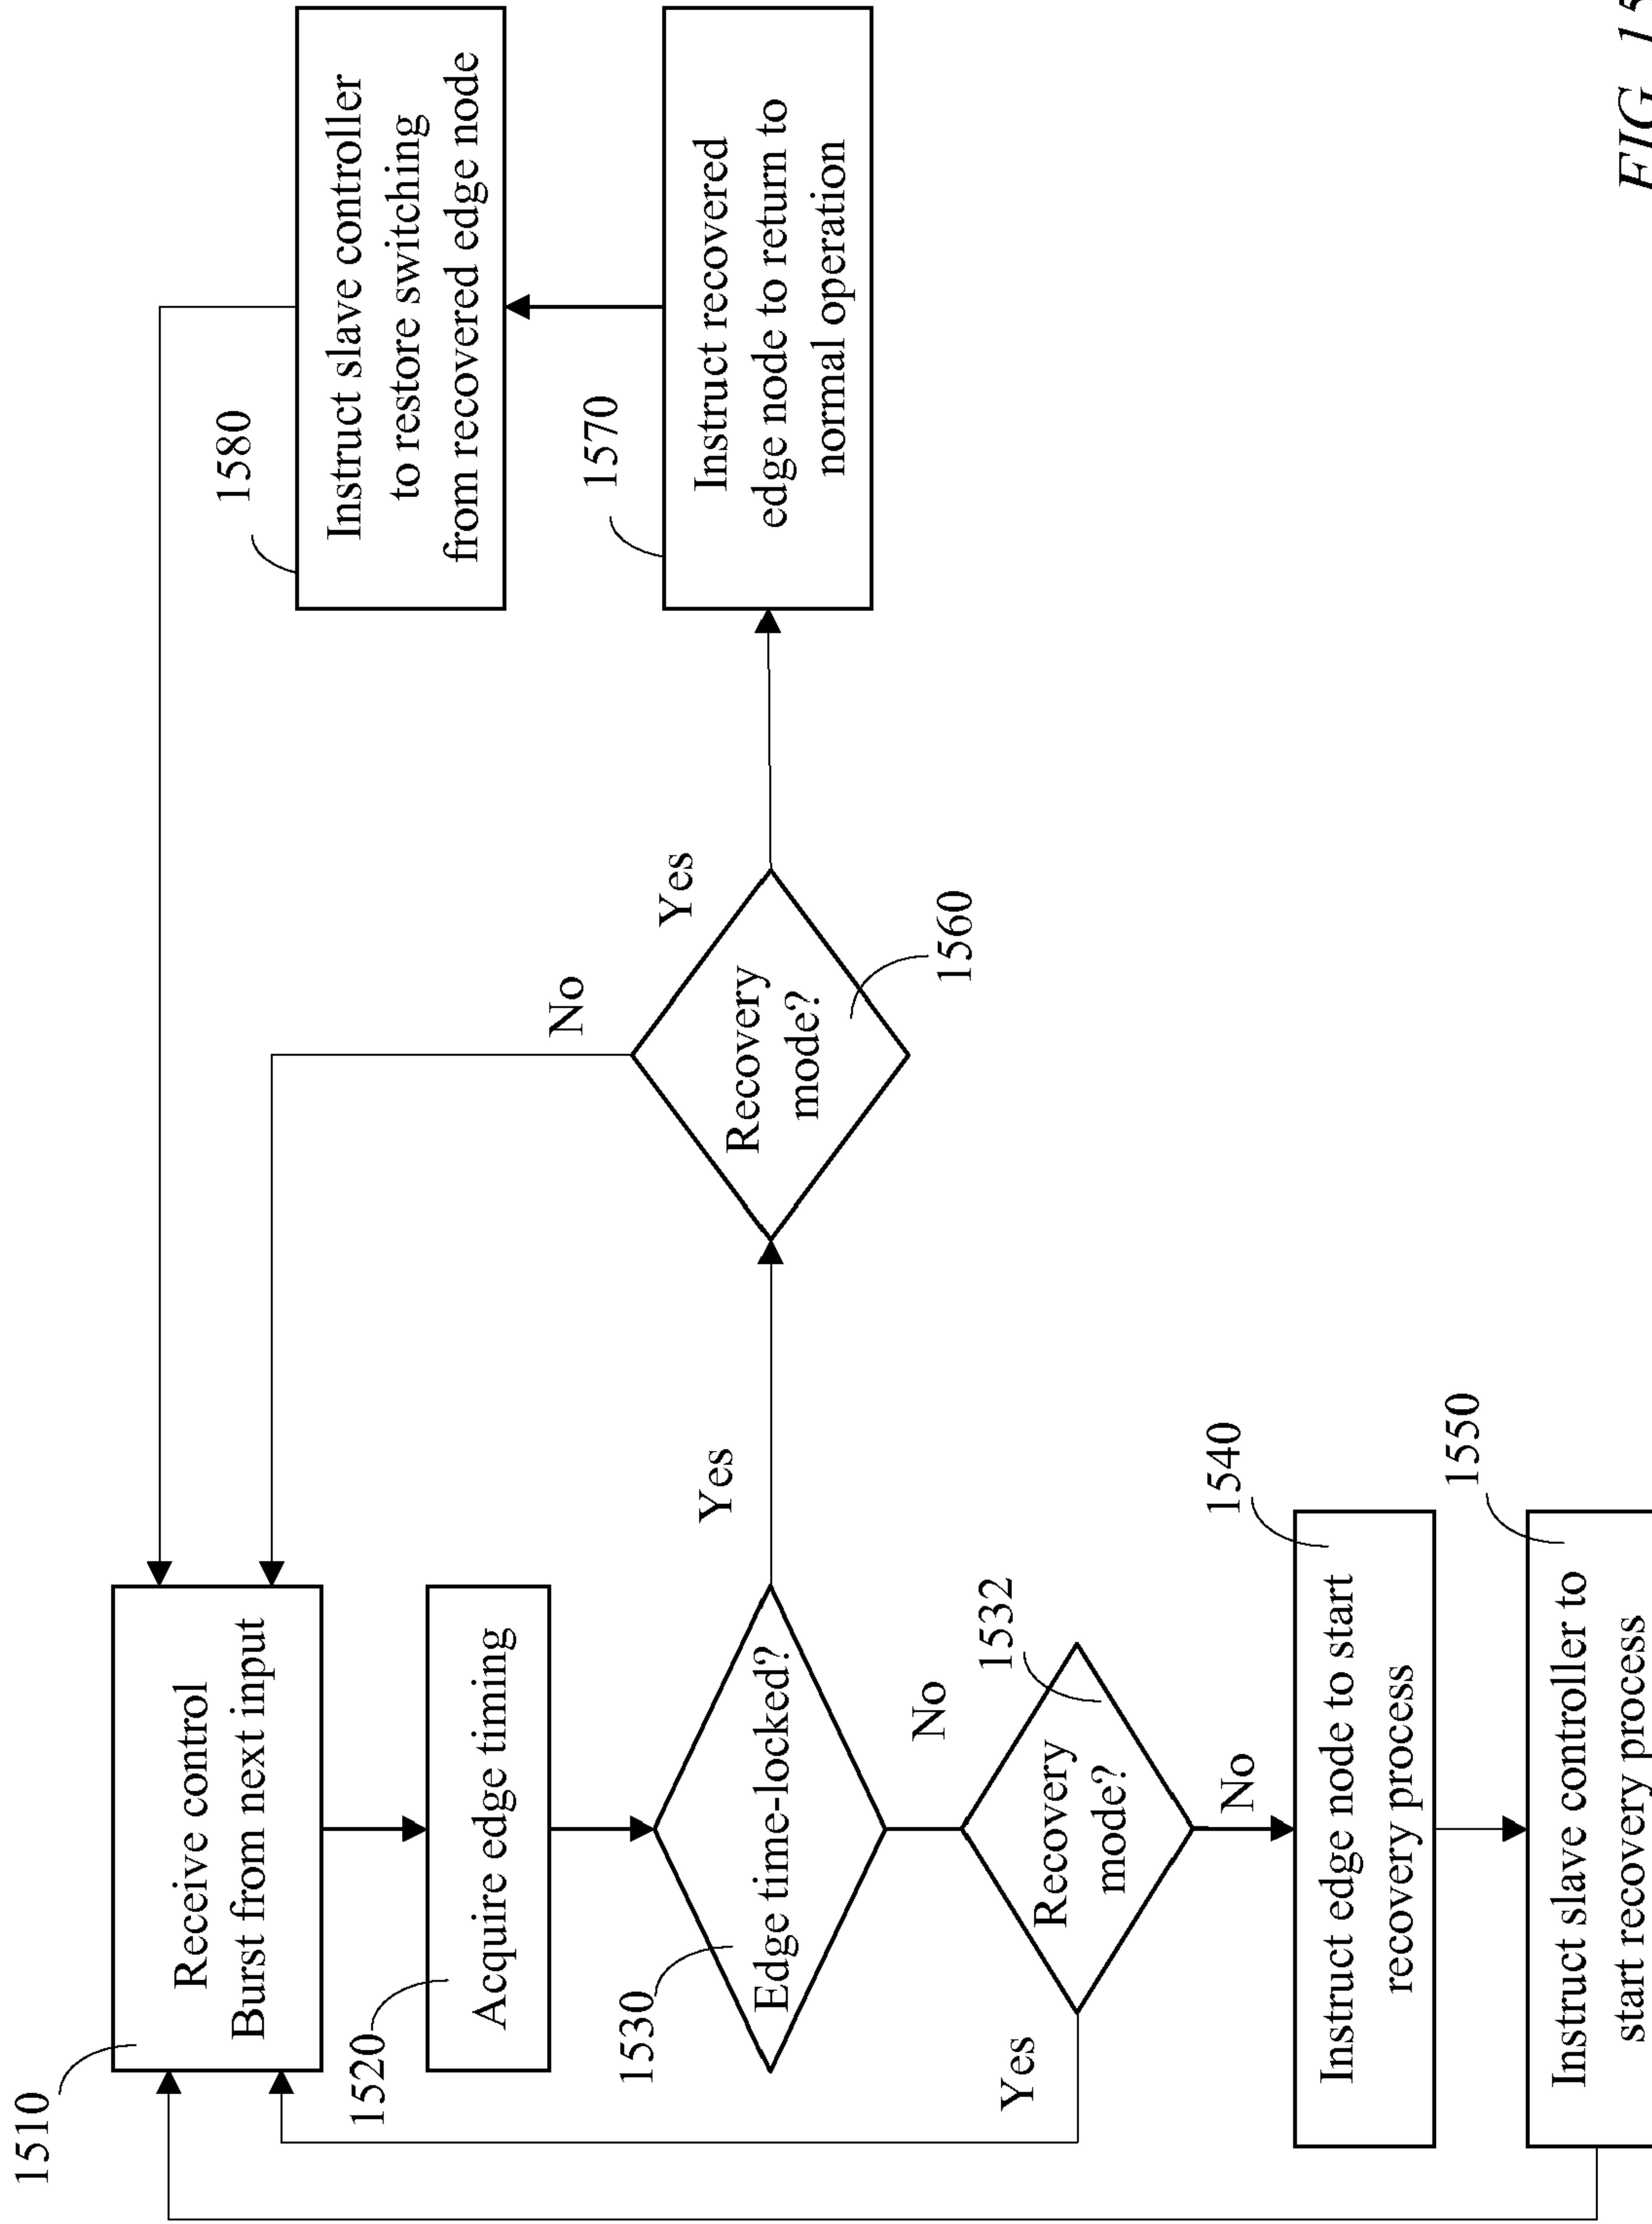 1510
Receive control
Burst from next input
1520
Acquire edge timing
1530
Edge time-locked?
Yes
No
1532
Recovery
mode?
Yes
No
1540
Instruct edge node to start
recovery process
1550
Instruct slave controller to
start recovery process
Recovery
mode?
1560
No
Yes
1570
Instruct recovered
edge node to return to
normal operation
1580
Instruct slave controller
to restore switching
from recovered edge node
FIG. 15